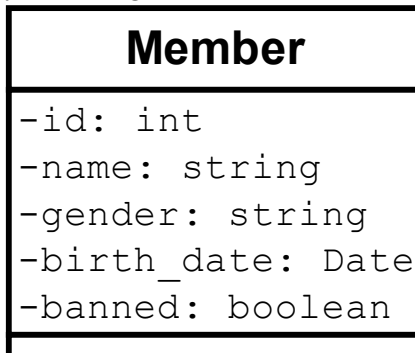 Member
-id: int
-name: string
-gender: string
-birth_date: Date
-banned: boolean